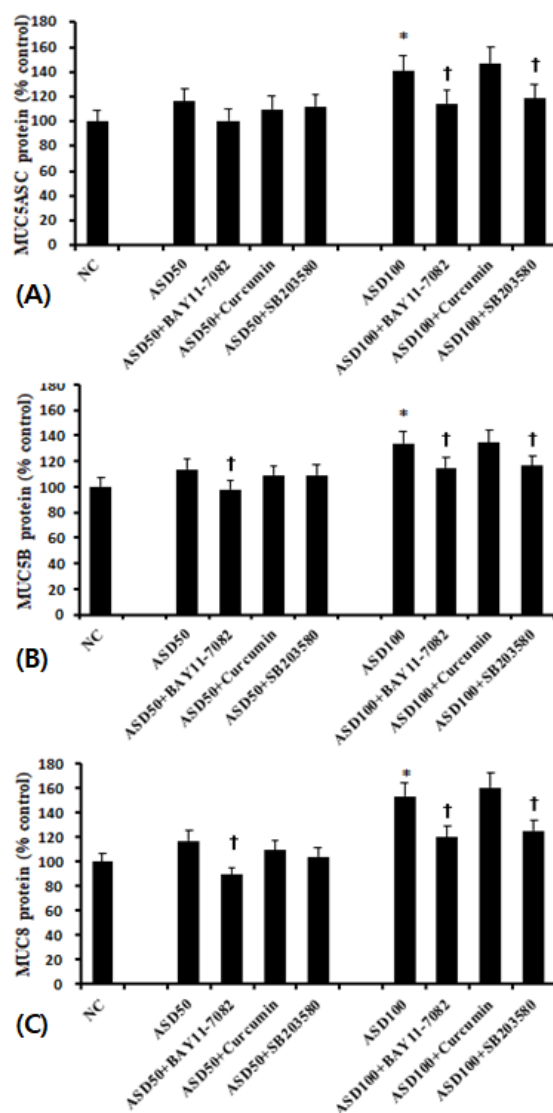 MUC5ASC protein (% control)
180
160
140
120
100
80
60
40
20
0
*
†
†
NC
ASD50
ASD50+BAY11-7082
ASD50+Curcumin
ASD50+SB203580
ASD100
ASD100+BAY11-7082
ASD100+Curcumin
ASD100+SB203580
(A)
MUC5B protein (% control)
180
160
140
120
100
80
60
40
20
0
†
*
†
†
NC
ASD50
ASD50+BAY11-7082
ASD50+Curcumin
ASD50+SB203580
ASD100
ASD100+BAY11-7082
ASD100+Curcumin
ASD100+SB203580
(B)
MUC8 protein (% control)
180
160
140
120
100
80
60
40
20
0
†
*
†
†
NC
ASD50
ASD50+BAY11-7082
ASD50+Curcumin
ASD50+SB203580
ASD100
ASD100+BAY11-7082
ASD100+Curcumin
ASD100+SB203580
(C)